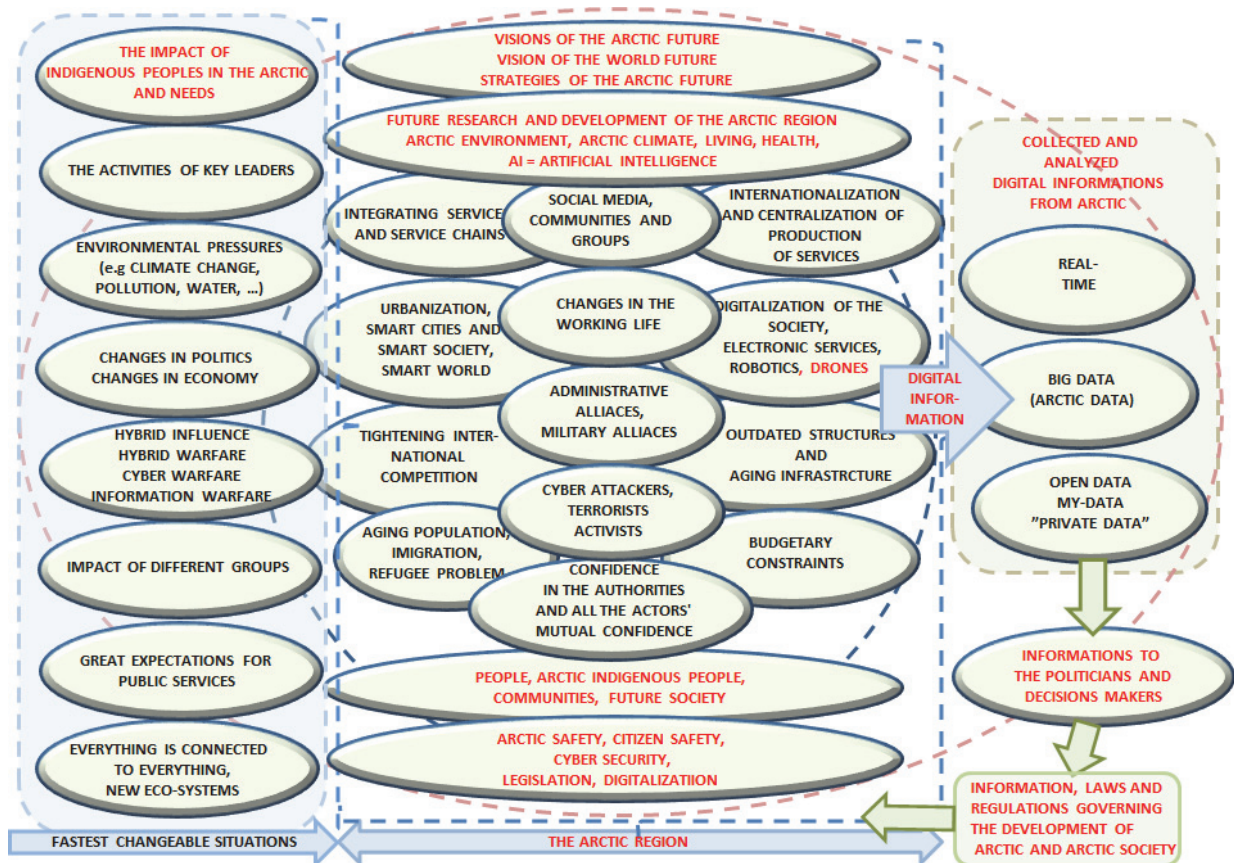 THE IMPACT OF
INDIGENOUS PEOPLES IN THE ARCTIC
AND NEEDS
THE ACTIVITIES OF KEY LEADERS
ENVIRONMENTAL PRESSURES
(e.g CLIMATE CHANGE,
POLLUTION, WATER, ...)
CHANGES IN POLITICS
CHANGES IN ECONOMY
HYBRID INFLUENCE
HYBRID WARFARE
CYBER WARFARE
INFORMATION WARFARE
IMPACT OF DIFFERENT GROUPS
GREAT EXPECTATIONS FOR
PUBLIC SERVICES
EVERYTHING IS CONNECTED
TO EVERYTHING,
NEW ECO-SYSTEMS
FASTEST CHANGEABLE SITUATIONS
VISIONS OF THE ARCTIC FUTURE
VISION OF THE WORLD FUTURE
STRATEGIES OF THE ARCTIC FUTURE
FUTURE RESEARCH AND DEVELOPMENT OF THE ARCTIC REGION
ARCTIC ENVIRONMENT, ARCTIC CLIMATE, LIVING, HEALTH,
AI = ARTIFICIAL INTELLIGENCE
INTEGRATING SERVICE
AND SERVICE CHAINS
SOCIAL MEDIA,
COMMUNITIES AND
GROUPS
INTERNATIONALIZATION
AND CENTRALIZATION OF
PRODUCTION
OF SERVICES
URBANIZATION,
SMART CITIES AND
SMART SOCIETY,
SMART WORLD
CHANGES IN THE
WORKING LIFE
DIGITALIZATION OF THE
SOCIETY,
ELECTRONIC SERVICES,
ROBOTICS, DRONES
ADMINISTRATIVE
ALLIACES,
MILITARY ALLIACES
TIGHTENING INTER-
NATIONAL
COMPETITION
OUTDATED STRUCTURES
AND
AGING INFRASTRCTURE
CYBER ATTACKERS,
TERRORISTS
ACTIVISTS
AGING POPULATION,
IMIGRATION,
REFUGEE PROBLEM
BUDGETARY
CONSTRAINTS
CONFIDENCE
IN THE AUTHORITIES
AND ALL THE ACTORS'
MUTUAL CONFIDENCE
PEOPLE, ARCTIC INDIGENOUS PEOPLE,
COMMUNITIES, FUTURE SOCIETY
ARCTIC SAFETY, CITIZEN SAFETY,
CYBER SECURITY,
LEGISLATION, DIGITALIZATIION
THE ARCTIC REGION
DIGITAL
INFOR-
MATION
COLLECTED AND
ANALYZED
DIGITAL INFORMATIONS
FROM ARCTIC
REAL-
TIME
BIG DATA
(ARCTIC DATA)
OPEN DATA
MY-DATA
”PRIVATE DATA”
INFORMATIONS TO
THE POLITICIANS AND
DECISIONS MAKERS
INFORMATION, LAWS AND
REGULATIONS GOVERNING
THE DEVELOPMENT OF
ARCTIC AND ARCTIC SOCIETY